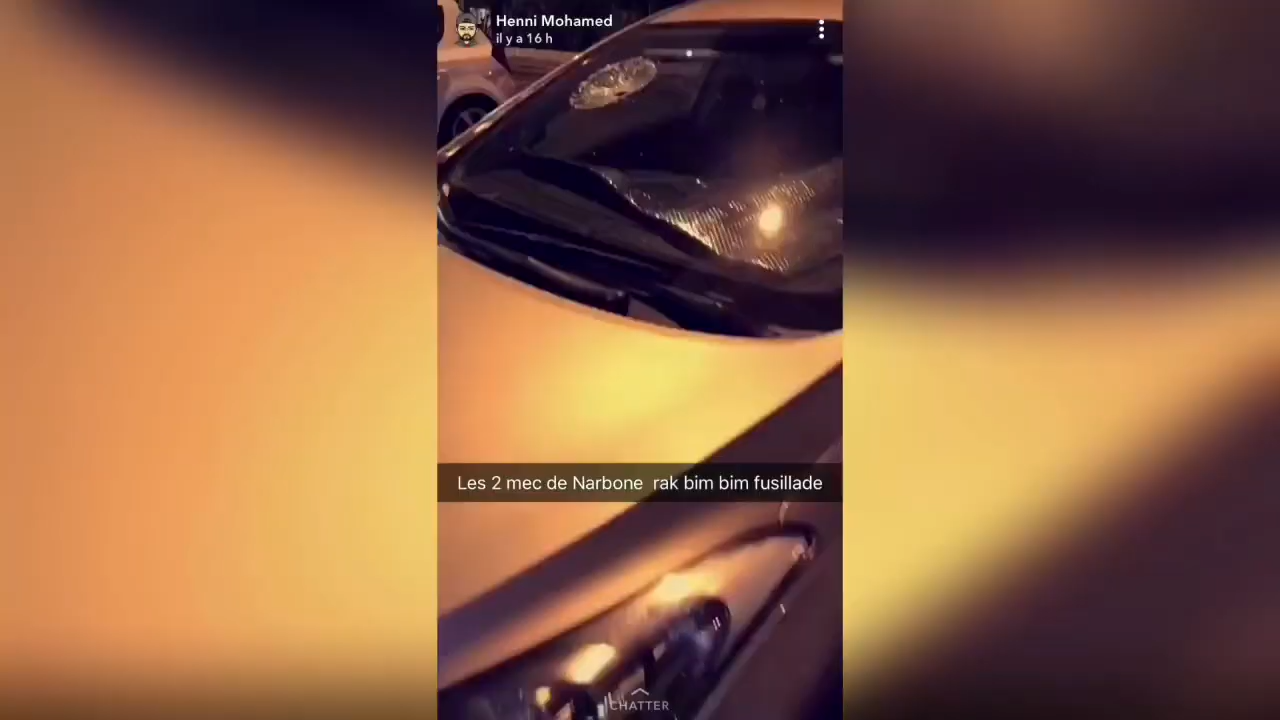 Henni Mohamed
il y a 16 h
Les 2 mec de Narbone rak bim bim fusillade
CHATTER